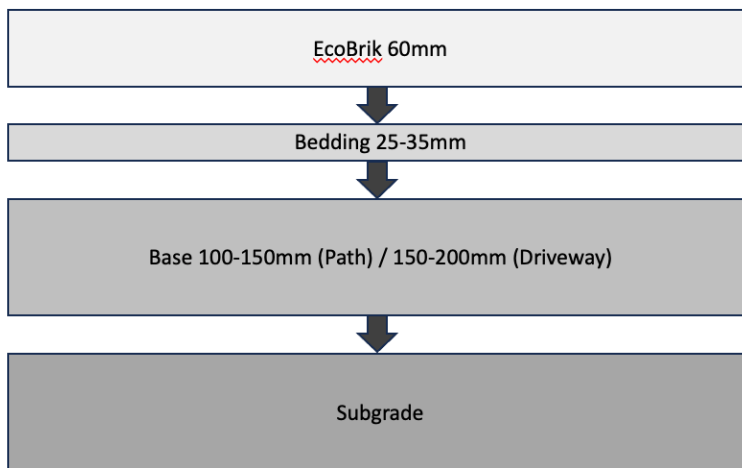 EcoBrik 60mm
Bedding 25-35mm
Base 100-150mm (Path) / 150-200mm (Driveway)
Subgrade